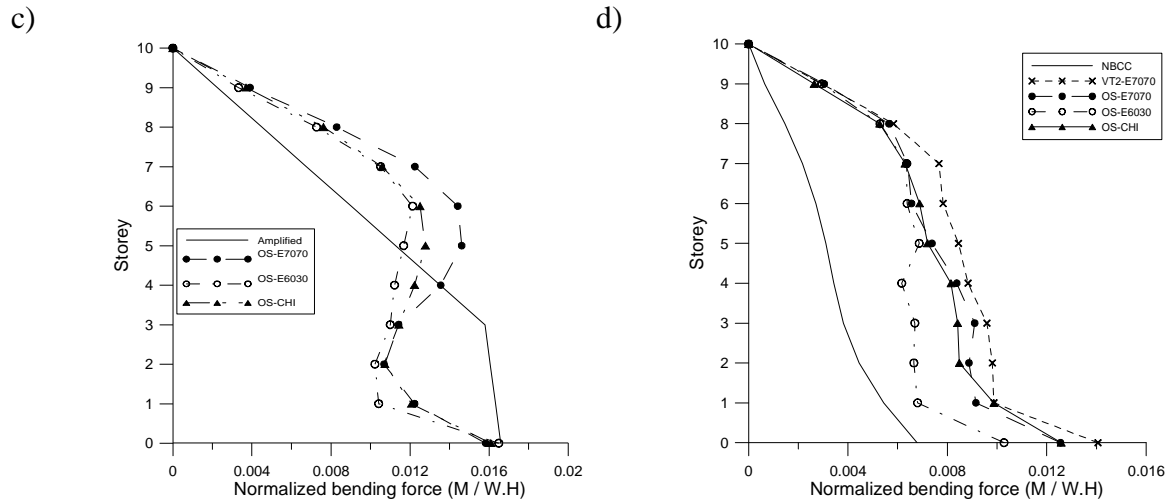 c)
10
9
8
7
6
5
4
3
2
1
0
Storey
Amplified
OS-E7070
OS-E6030
OS-CHI
0
0.004
0.008
0.012
0.016
0.02
Normalized bending force (M / W.H)
d)
10
9
8
7
6
5
4
3
2
1
0
Storey
NBCC
VT2-E7070
OS-E7070
OS-E6030
OS-CHI
0
0.004
0.008
0.012
0.016
Normalized bending force (M / W.H)